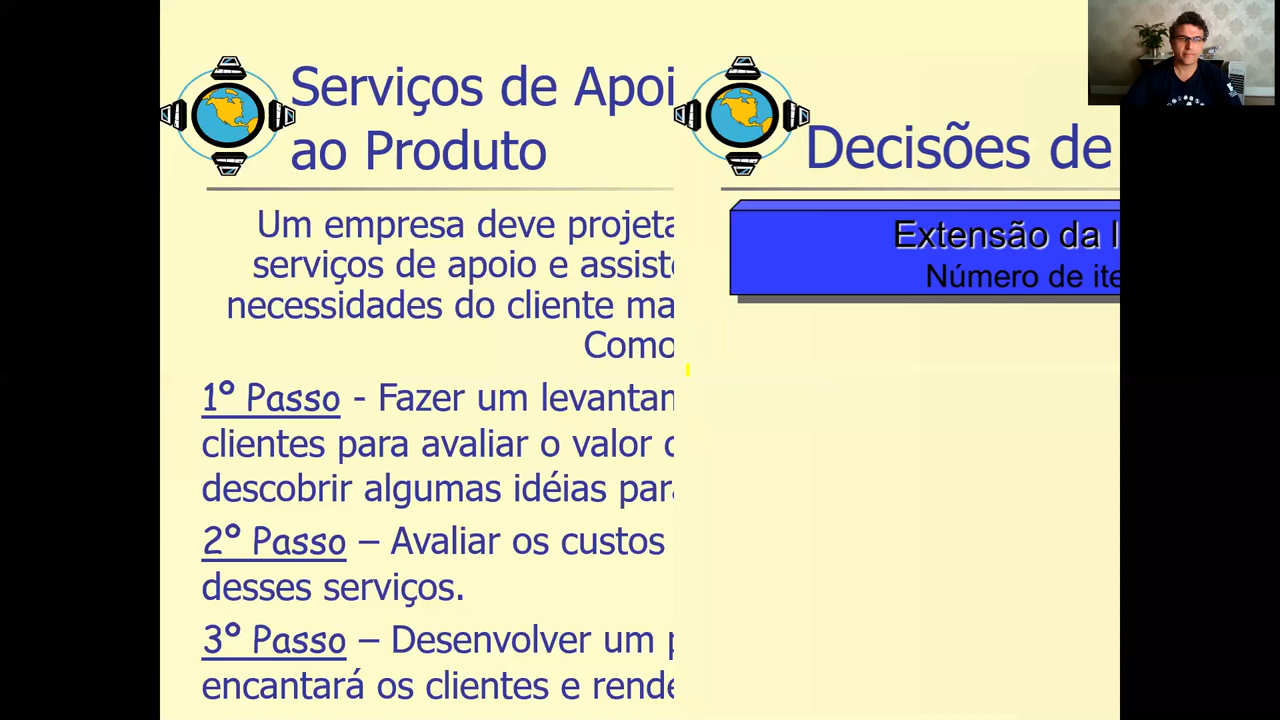 Serviços de Apoi
ao Produto
Um empresa deve projeta
serviços de apoio e assist
necessidades do cliente ma
Como
1º Passo - Fazer um levantan
clientes para avaliar o valor
descobrir algumas idéias para
2º Passo – Avaliar os custos
desses serviços.
3º Passo – Desenvolver um
encantará os clientes e rende
Decisões de
Extensão da l
Número de ite